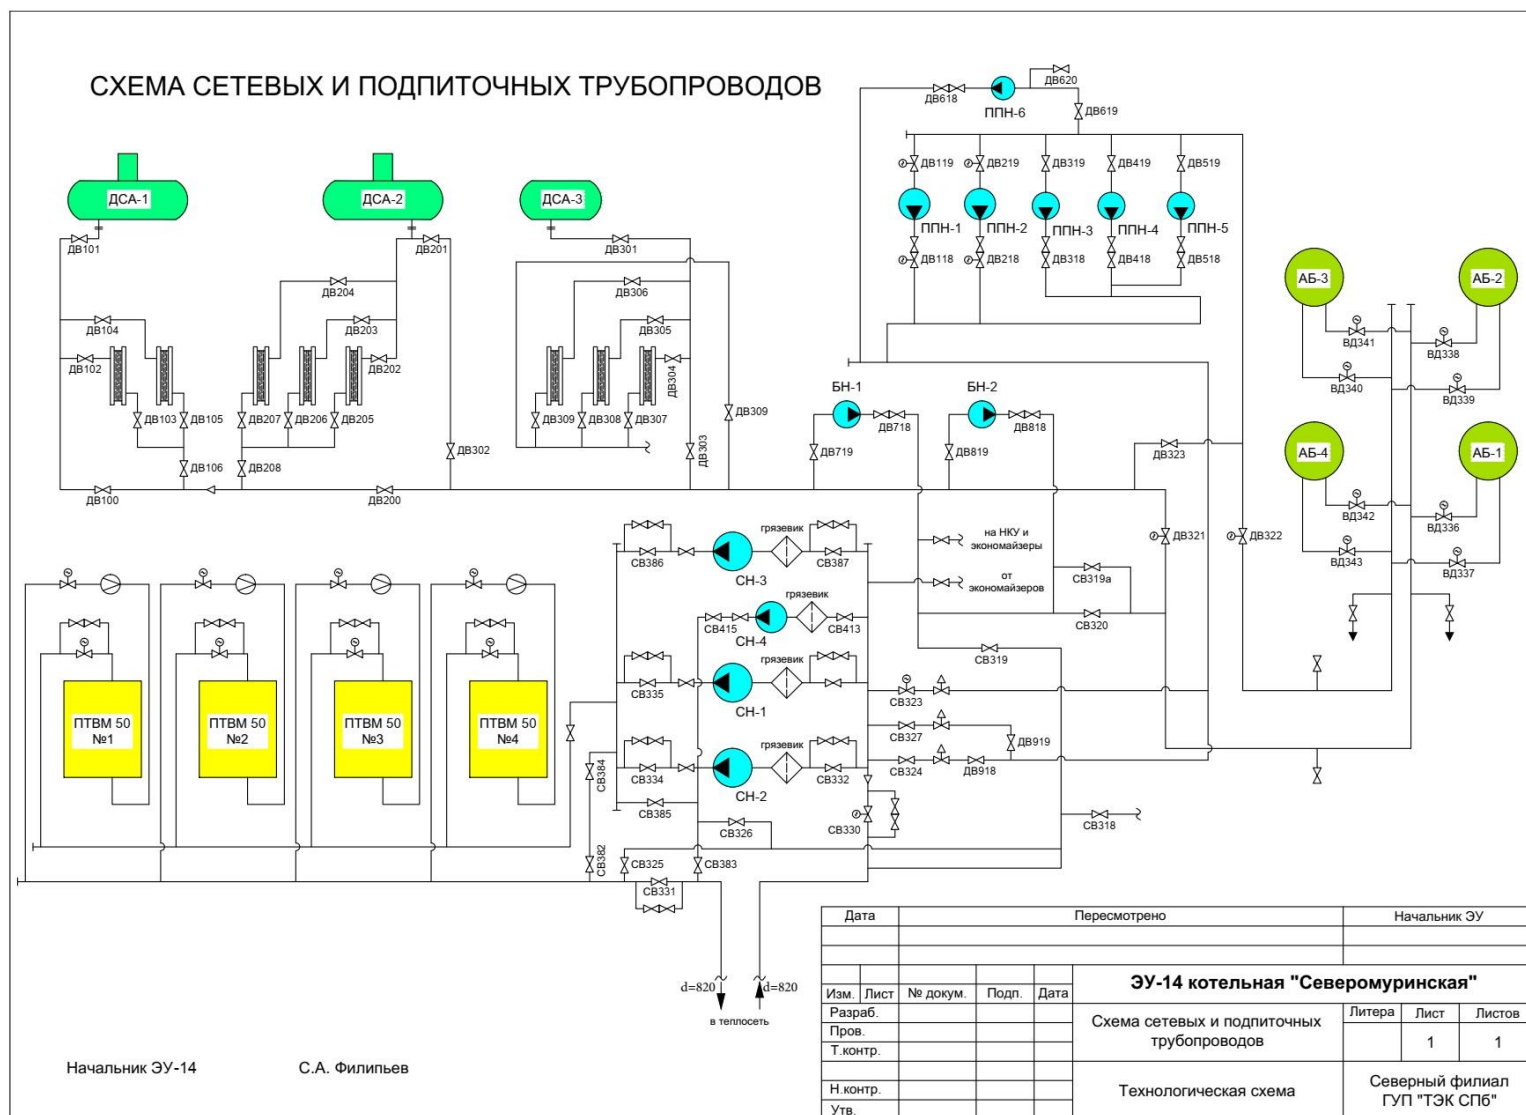 СХЕМА СЕТЕВЫХ И ПОДПИТОЧНЫХ ТРУБОПРОВОДОВ
ДВ620
ДВ618
ППН-6
ДВ619
ДВ119
ДВ219
ДВ319
ДВ419
ДВ519
ДСА-1
ДСА-2
ДСА-3
ППН-1
ППН-2
ППН-3
ППН-4
ППН-5
ДВ101
ДВ201
ДВ301
ДВ118
ДВ218
ДВ318
ДВ418
ДВ518
АБ-3
АБ-2
ДВ204
ДВ306
ДВ104
ДВ203
ДВ305
ВД341
ВД338
ДВ102
ДВ202
ДВ304
ВД340
ВД339
БН-1
БН-2
ДВ103
ДВ105
ДВ207
ДВ206
ДВ205
ДВ309
ДВ308
ДВ307
ДВ309
ДВ718
ДВ818
ДВ719
ДВ819
ДВ302
ДВ303
ДВ323
АБ-4
АБ-1
ДВ106
ДВ208
ДВ100
ДВ200
ВД342
ВД336
грязевик
на НКУ и
экономайзеры
ДВ321
ДВ322
СВ386
СН-3
СВ387
ВД343
ВД337
от
экономайзеров
СВ319а
грязевик
СВ415
СН-4
СВ413
СВ320
СВ319
грязевик
СВ335
СН-1
СВ323
ПТВМ 50
№1
ПТВМ 50
№2
ПТВМ 50
№3
ПТВМ 50
№4
СВ327
ДВ919
грязевик
СВ384
СВ334
СН-2
СВ332
СВ324
ДВ918
СВ385
СВ326
СВ330
СВ318
СВ382
СВ325
СВ383
СВ331
d=820
d=820
в теплосеть
Начальник ЭУ-14
С.А. Филипьев
Дата
Пересмотрено
Начальник ЭУ
ЭУ-14 котельная "Северомуринская"
Изм.
Лист
№ докум.
Подп.
Дата
Разраб.
Пров.
Т.контр.
Н.контр.
Утв.
Схема сетевых и подпиточных
трубопроводов
Литера
Лист
Листов
1
1
Технологическая схема
Северный филиал
ГУП "ТЭК СПб"